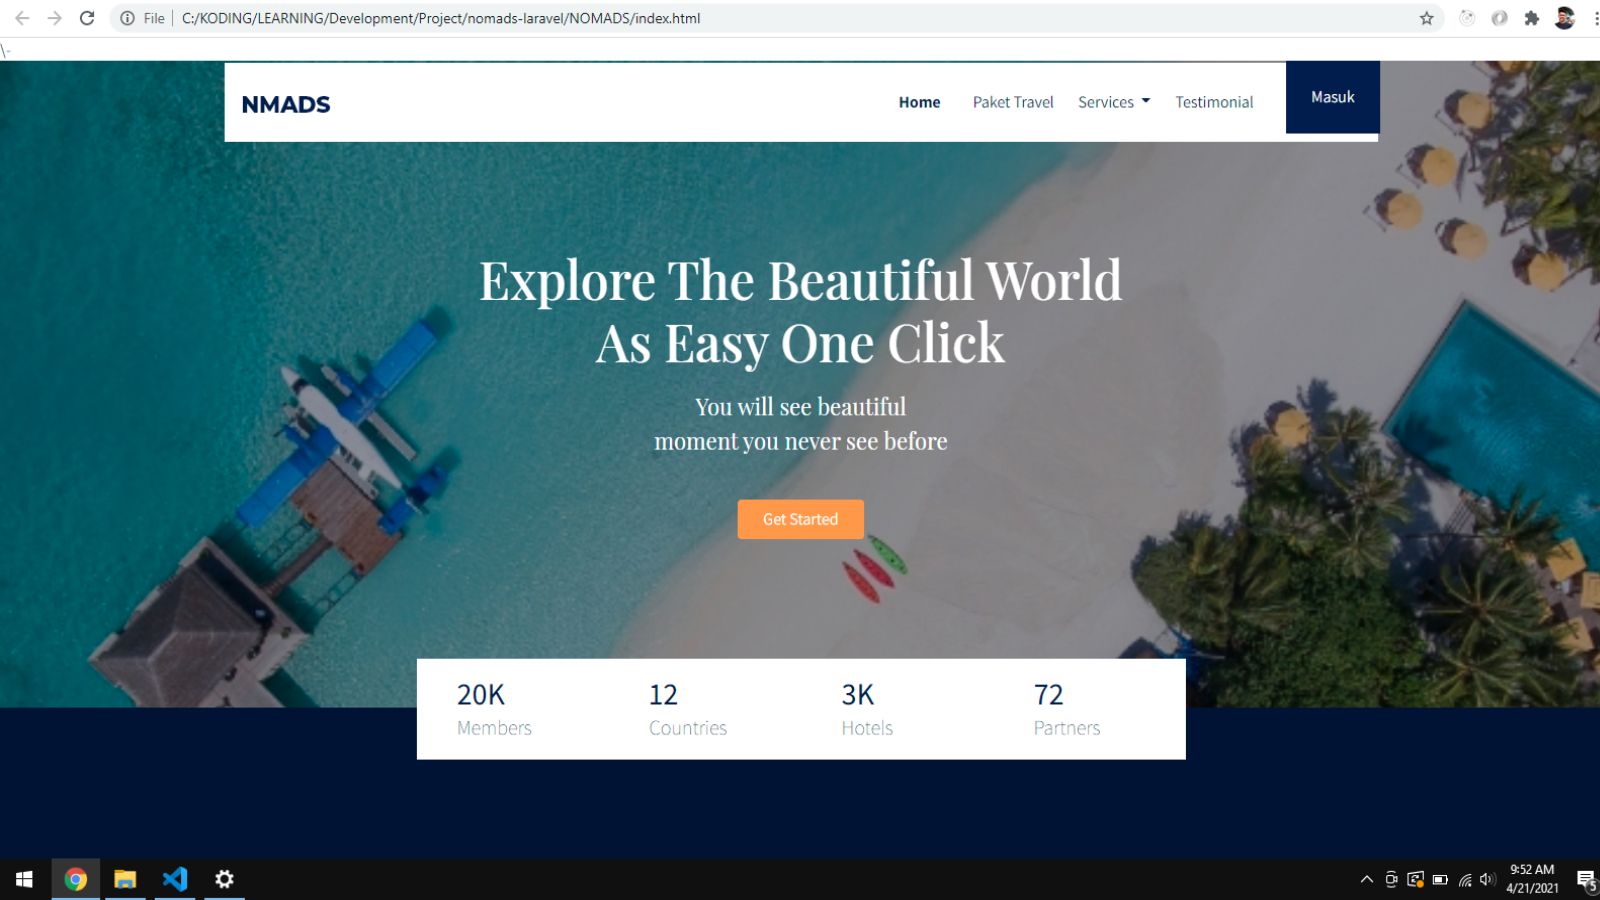 File
C:/KODING/LEARNING/Development/Project/nomads-laravel/NOMADS/index.html
\-
NMADS
Home
Paket Travel
Services
Testimonial
Masuk
Explore The Beautiful World
As Easy One Click
You will see beautiful
moment you never see before
Get Started
20K
Members
12
Countries
3K
Hotels
72
Partners
9:52 AM
4/21/2021
5